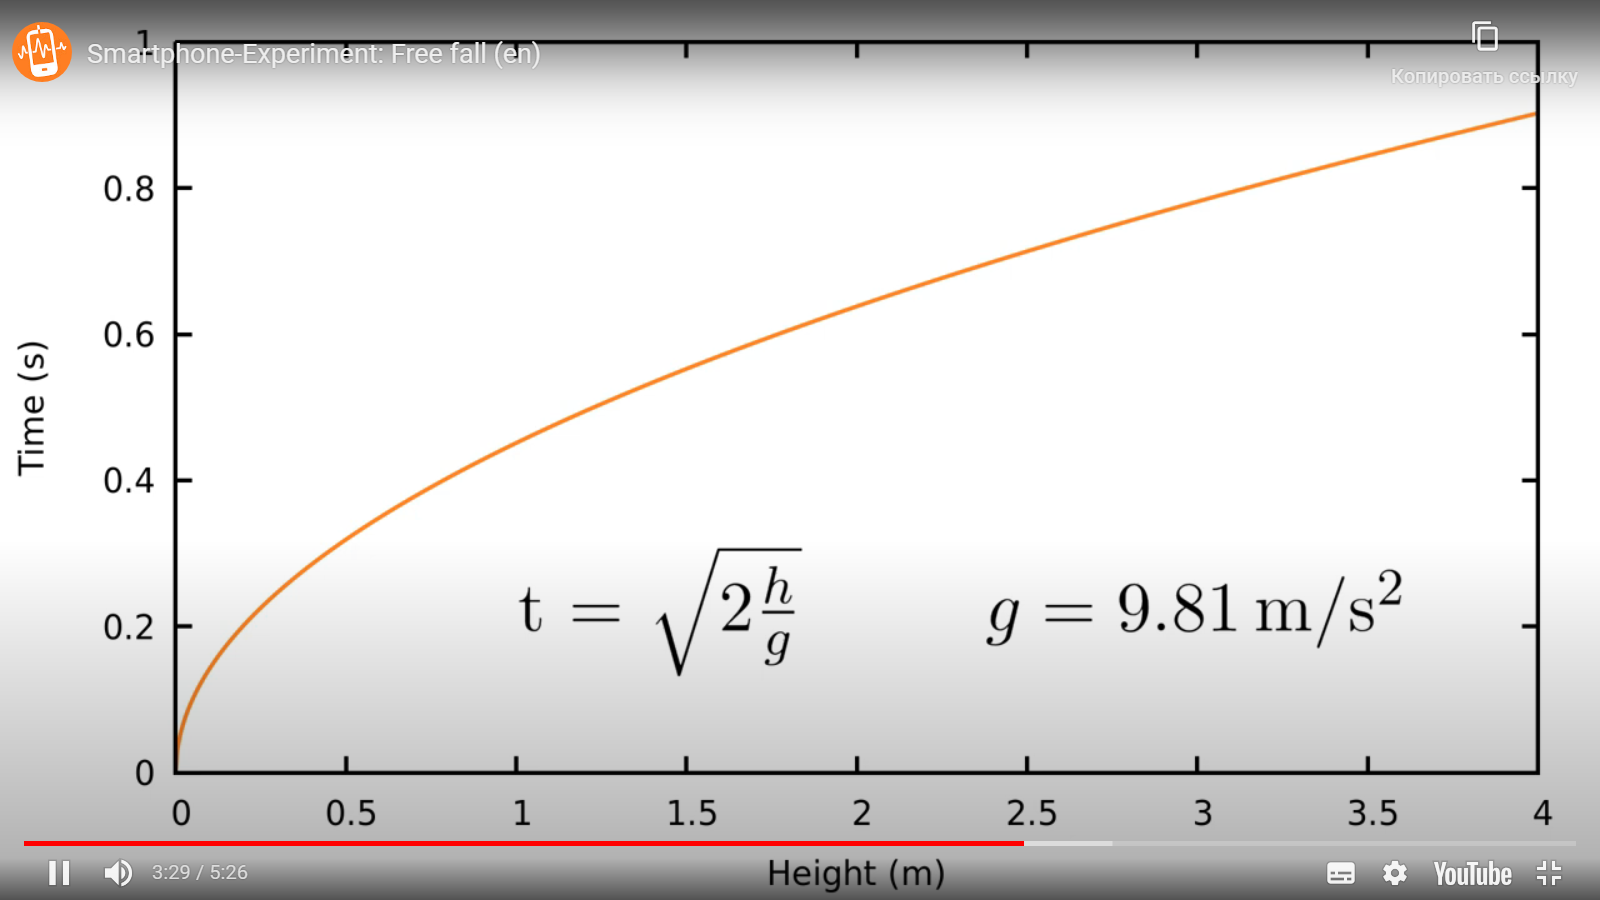 Smartphone-Experiment: Free fall (en)
Копировать ссылку
1
0.8
0.6
0.4
0.2
0
Time (s)
t = √(2 h/g)
g = 9.81 m/s²
0 0.5 1 1.5 2 2.5 3 3.5 4
Height (m)
3:29 / 5:26
YouTube